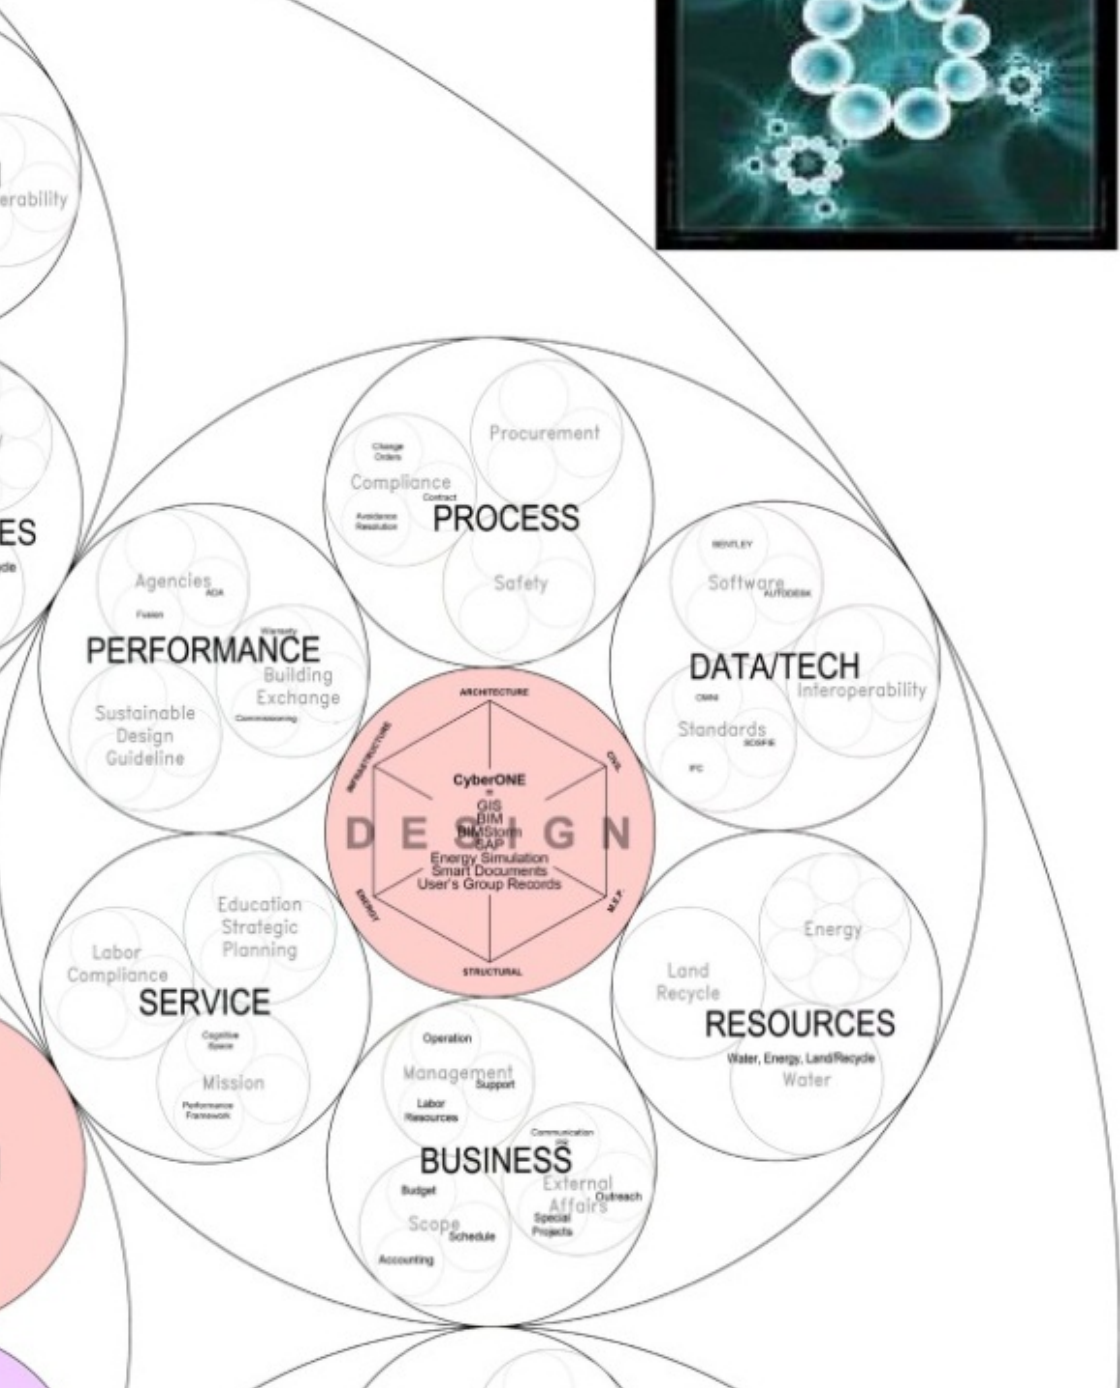 erability
ES
Procurement
Change
Orders
Compliance
Contract
Avoidance
Resolution
PROCESS
Safety
Agencies
ADA
Fusion
Warranty
PERFORMANCE
Building
Exchange
Commissioning
Sustainable
Design
Guideline
BENTLEY
Software
AUTODESK
DATA/TECH
Interoperability
OMNI
Standards
IFC
ARCHITECTURE
CIVIL
INFRASTRUCTURE
CyberONE
=
GIS
BIM
BIMStorm
SAP
DESIGN
Energy Simulation
Smart Documents
User's Group Records
ENERGY
M.E.P.
STRUCTURAL
Education
Strategic
Planning
Labor
Compliance
SERVICE
Cognitive
Space
Mission
Performance
Framework
Energy
Land
Recycle
RESOURCES
Water, Energy, Land/Recycle
Water
Operation
Management
Support
Labor
Resources
Communication
BUSINESS
Budget
External
Affairs
Outreach
Special
Projects
Scope
Schedule
Accounting